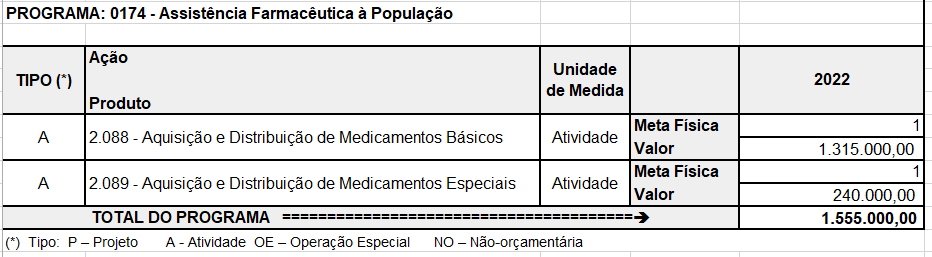 PROGRAMA: 0174 - Assistência Farmacêutica à População
TIPO (*) Ação Produto Unidade de Medida 2022
A 2.088 - Aquisição e Distribuição de Medicamentos Básicos Atividade Meta Física 1
Valor 1.315.000,00
A 2.089 - Aquisição e Distribuição de Medicamentos Especiais Atividade Meta Física 1
Valor 240.000,00
TOTAL DO PROGRAMA =======================================➔ 1.555.000,00
(*) Tipo: P – Projeto A - Atividade OE – Operação Especial NO – Não-orçamentária